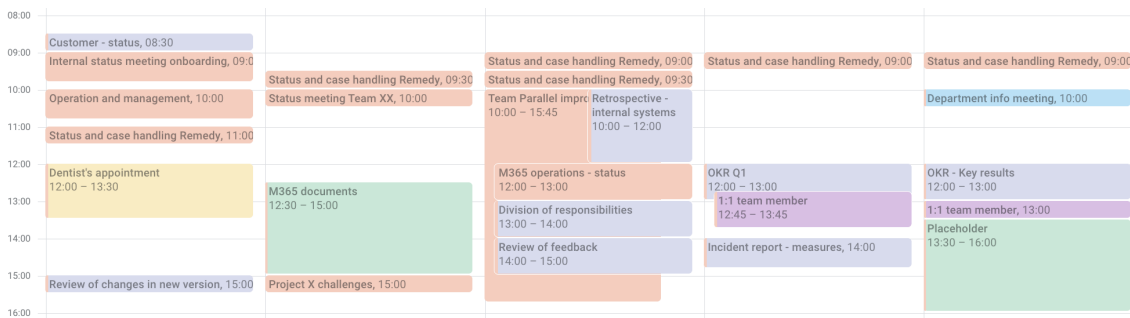 08:00
09:00
10:00
11:00
12:00
13:00
14:00
15:00
16:00
Customer - status, 08:30
Internal status meeting onboarding, 09:0
Operation and management, 10:00
Status and case handling Remedy, 11:00
Dentist's appointment
12:00 – 13:30
Review of changes in new version, 15:00
Status and case handling Remedy, 09:30
Status meeting Team XX, 10:00
M365 documents
12:30 – 15:00
Project X challenges, 15:00
Status and case handling Remedy, 09:00
Status and case handling Remedy, 09:30
Team Parallel impro
10:00 – 15:45
Retrospective -
internal systems
10:00 – 12:00
M365 operations - status
12:00 – 13:00
Division of responsibilities
13:00 – 14:00
Review of feedback
14:00 – 15:00
Status and case handling Remedy, 09:00
OKR Q1
12:00 – 13:00
1:1 team member
12:45 – 13:45
Incident report - measures, 14:00
Status and case handling Remedy, 09:00
Department info meeting, 10:00
OKR - Key results
12:00 – 13:00
1:1 team member, 13:00
Placeholder
13:30 – 16:00